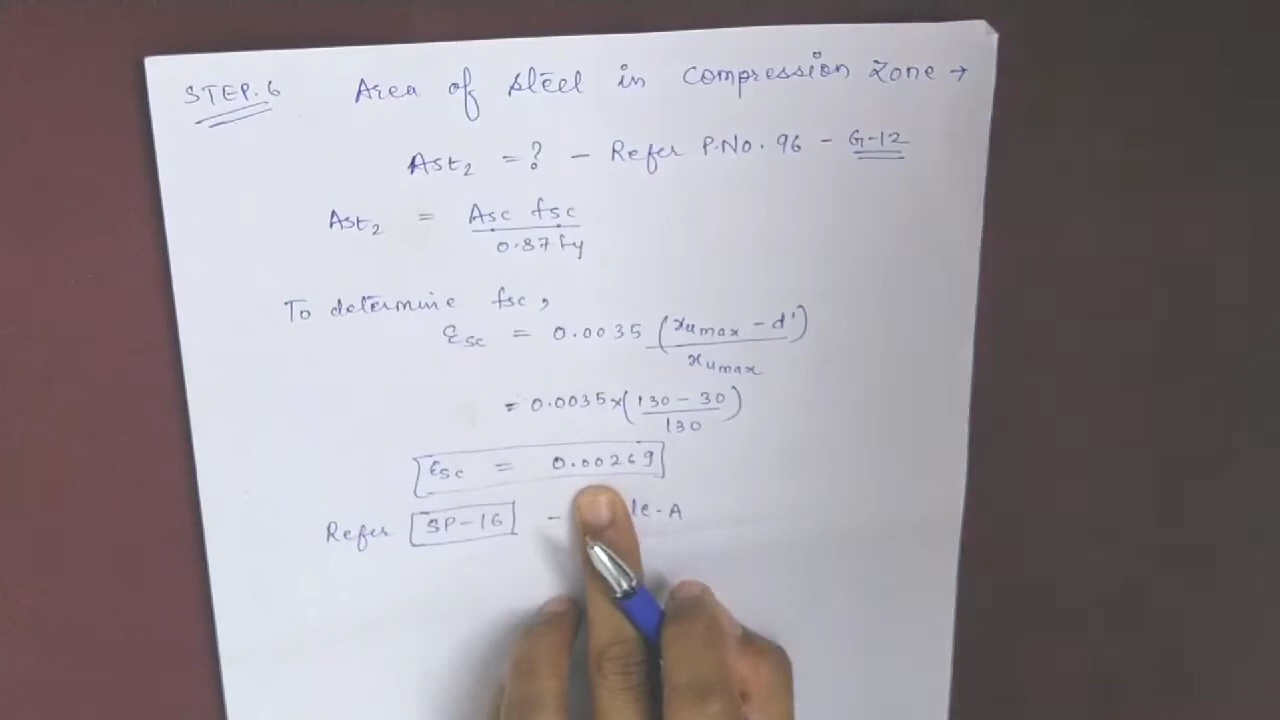 STEP.6 Area of steel in compression zone →
Ast₂ = ? - Refer P.No. 96 - G-12
Ast₂ = Asc fsc / 0.87 fy
To determine fsc,
εsc = 0.0035 (xumax - d') / xumax
= 0.0035 × (130 - 30 / 130)
εsc = 0.00269
Refer SP-16 - le-A